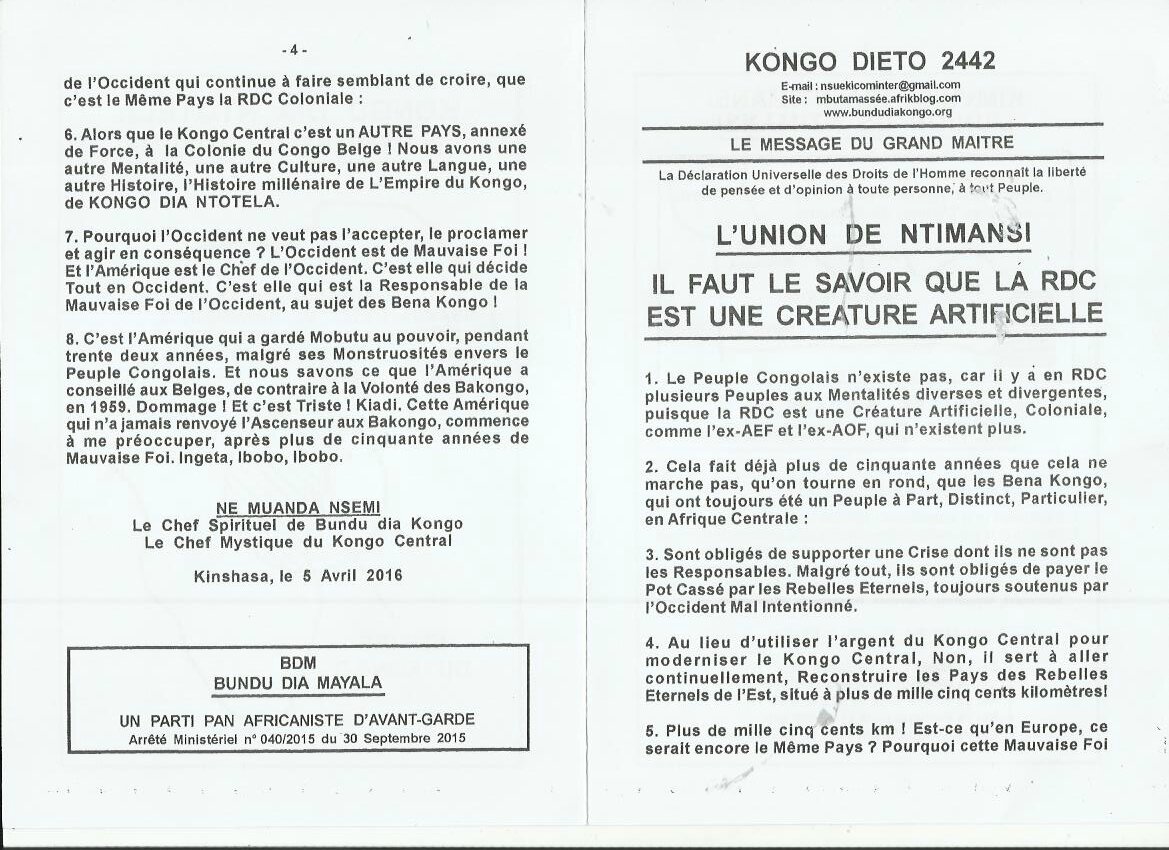 KONGO DIETO 2442
E-mail : nsuekicominter@gmail.com
Site : mbutamassée.afrikblog.com
www.bundudiakongo.org
LE MESSAGE DU GRAND MAITRE
La Déclaration Universelle des Droits de l'Homme reconnaît la liberté
de pensée et d'opinion à toute personne, à tout Peuple.
L'UNION DE NTIMANSI
IL FAUT LE SAVOIR QUE LA RDC
EST UNE CREATURE ARTIFICIELLE
1. Le Peuple Congolais n'existe pas, car il y a en RDC
plusieurs Peuples aux Mentalités diverses et divergentes,
puisque la RDC est une Créature Artificielle, Coloniale,
comme l'ex-AEF et l'ex-AOF, qui n'existent plus.
2. Cela fait déjà plus de cinquante années que cela ne
marche pas, qu'on tourne en rond, que les Bena Kongo,
qui ont toujours été un Peuple à Part, Distinct, Particulier,
en Afrique Centrale :
3. Sont obligés de supporter une Crise dont ils ne sont pas
les Responsables. Malgré tout, ils sont obligés de payer le
Pot Cassé par les Rebelles Eternels, toujours soutenus par
l'Occident Mal Intentionné.
4. Au lieu d'utiliser l'argent du Kongo Central pour
moderniser le Kongo Central, Non, il sert à aller
continuellement, Reconstruire les Pays des Rebelles
Eternels de l'Est, situé à plus de mille cinq cents kilomètres!
5. Plus de mille cinq cents km ! Est-ce qu'en Europe, ce
serait encore le Même Pays ? Pourquoi cette Mauvaise Foi
- 4 -
de l'Occident qui continue à faire semblant de croire, que
c'est le Même Pays la RDC Coloniale :
6. Alors que le Kongo Central c'est un AUTRE PAYS, annexé
de Force, à la Colonie du Congo Belge ! Nous avons une
autre Mentalité, une autre Culture, une autre Langue, une
autre Histoire, l'Histoire millénaire de L'Empire du Kongo,
de KONGO DIA NTOTELA.
7. Pourquoi l'Occident ne veut pas l'accepter, le proclamer
et agir en conséquence ? L'Occident est de Mauvaise Foi !
Et l'Amérique est le Chef de l'Occident. C'est elle qui décide
Tout en Occident. C'est elle qui est la Responsable de la
Mauvaise Foi de l'Occident, au sujet des Bena Kongo !
8. C'est l'Amérique qui a gardé Mobutu au pouvoir, pendant
trente deux années, malgré ses Monstruosités envers le
Peuple Congolais. Et nous savons ce que l'Amérique a
conseillé aux Belges, de contraire à la Volonté des Bakongo,
en 1959. Dommage ! Et c'est Triste ! Kiadi. Cette Amérique
qui n'a jamais renvoyé l'Ascenseur aux Bakongo, commence
à me préoccuper, après plus de cinquante années de
Mauvaise Foi. Ingeta, Ibobo, Ibobo.
NE MUANDA NSEMI
Le Chef Spirituel de Bundu dia Kongo
Le Chef Mystique du Kongo Central
Kinshasa, le 5 Avril 2016
BDM
BUNDU DIA MAYALA
UN PARTI PAN AFRICANISTE D'AVANT-GARDE
Arrêté Ministériel n° 040/2015 du 30 Septembre 2015